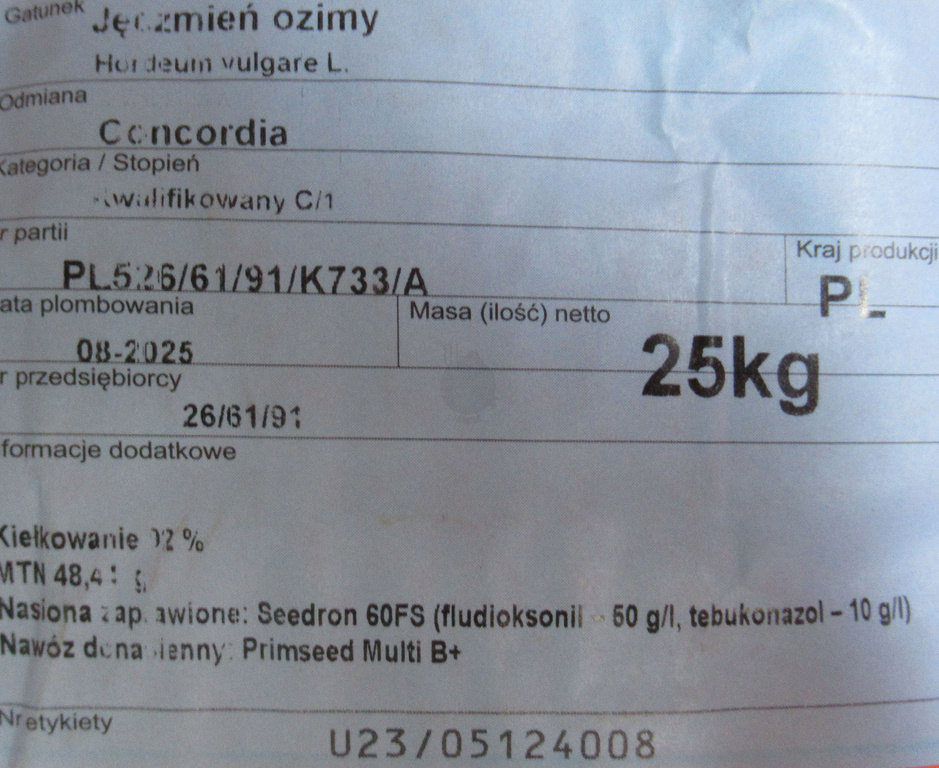 Gatunek
Jęczmień ozimy
Hordeum vulgare L.
Odmiana
Concordia
Kategoria / Stopień
Kwalifikowany C/1
r partii
Kraj produkcji
PL526/61/91/K733/A
PL
ata plombowania
Masa (ilość) netto
08-2025
25kg
r przedsiębiorcy
26/61/91
formacje dodatkowe
Kiełkowanie %
MTN
Nasiona zaprawione: Seedron 60FS (fludioksonil - 50 g/l, tebukonazol – 10 g/l)
Nawóz donasienny: Primseed Multi B+
Nr etykiety
U23/05124008